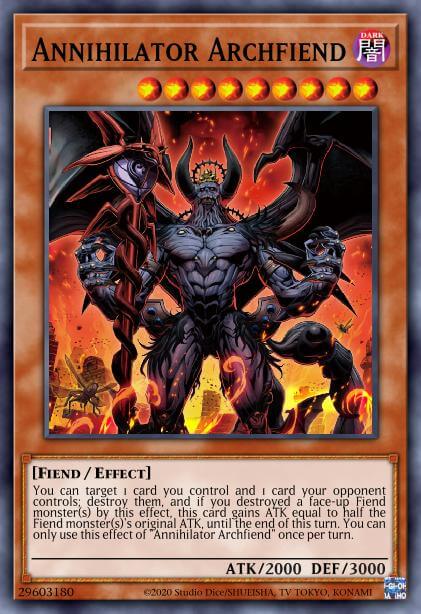 ANNIHILATOR ARCHFIEND
DARK
闇
[FIEND / EFFECT]
You can target 1 card you control and 1 card your opponent
controls; destroy them, and if you destroyed a face-up Fiend
monster(s) by this effect, this card gains ATK equal to half the
Fiend monster(s)'s original ATK, until the end of this turn. You can
only use this effect of "Annihilator Archfiend" once per turn.
ATK/2000 DEF/3000
29603180
©2020 Studio Dice/SHUEISHA, TV TOKYO, KONAMI